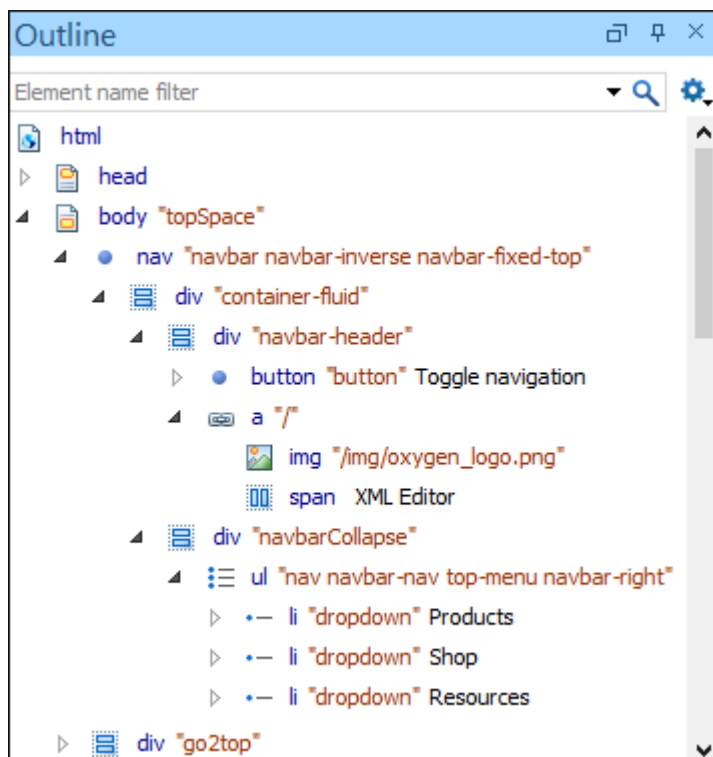 Outline
Element name filter
html
head
body "topSpace"
nav "navbar navbar-inverse navbar-fixed-top"
div "container-fluid"
div "navbar-header"
button "button" Toggle navigation
a "/"
img "/img/oxygen_logo.png"
span XML Editor
div "navbarCollapse"
ul "nav navbar-nav top-menu navbar-right"
li "dropdown" Products
li "dropdown" Shop
li "dropdown" Resources
div "go2top"